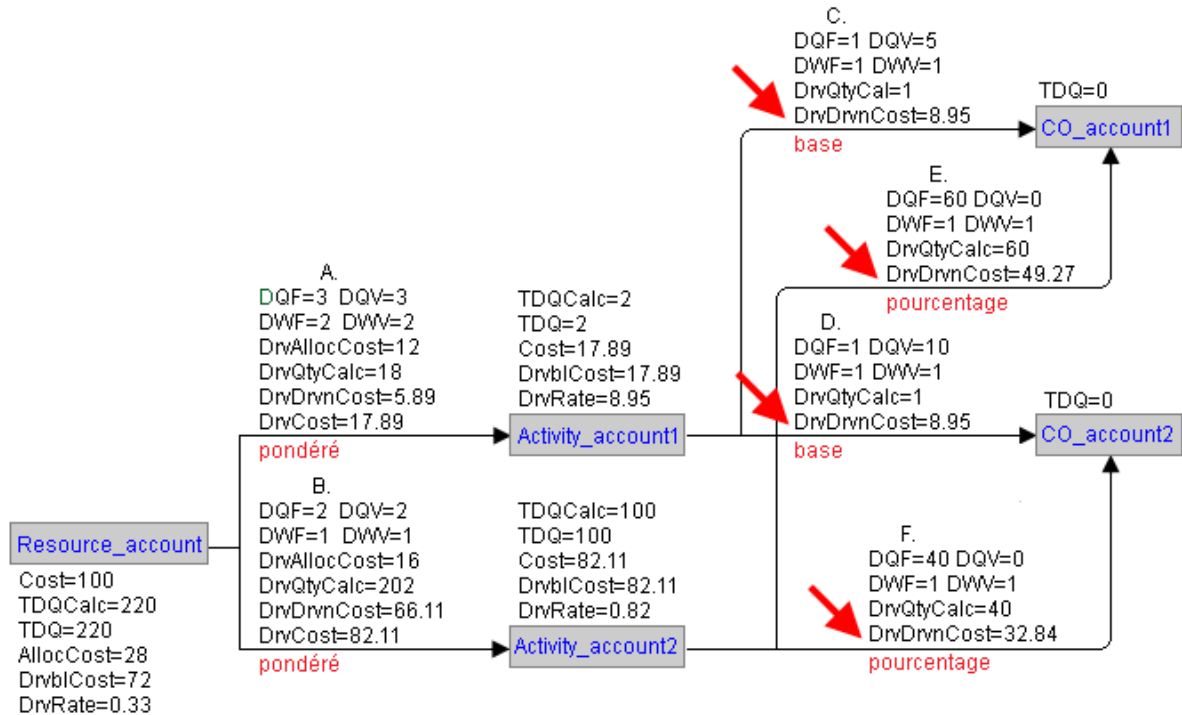 C.
DQF=1 DQV=5
DWF=1 DWV=1
DrvQtyCal=1
DrvDrvnCost=8.95
base
TDQ=0
CO_account1
E.
DQF=60 DQV=0
DWF=1 DWV=1
DrvQtyCalc=60
DrvDrvnCost=49.27
pourcentage
A.
DQF=3 DQV=3
DWF=2 DWV=2
DrvAllocCost=12
DrvQtyCalc=18
DrvDrvnCost=5.89
DrvCost=17.89
pondéré
TDQCalc=2
TDQ=2
Cost=17.89
DrvblCost=17.89
DrvRate=8.95
Activity_account1
D.
DQF=1 DQV=10
DWF=1 DWV=1
DrvQtyCalc=1
DrvDrvnCost=8.95
base
TDQ=0
CO_account2
B.
DQF=2 DQV=2
DWF=1 DWV=1
DrvAllocCost=16
DrvQtyCalc=202
DrvDrvnCost=66.11
DrvCost=82.11
pondéré
TDQCalc=100
TDQ=100
Cost=82.11
DrvblCost=82.11
DrvRate=0.82
Activity_account2
F.
DQF=40 DQV=0
DWF=1 DWV=1
DrvQtyCalc=40
DrvDrvnCost=32.84
pourcentage
Resource_account
Cost=100
TDQCalc=220
TDQ=220
AllocCost=28
DrvblCost=72
DrvRate=0.33